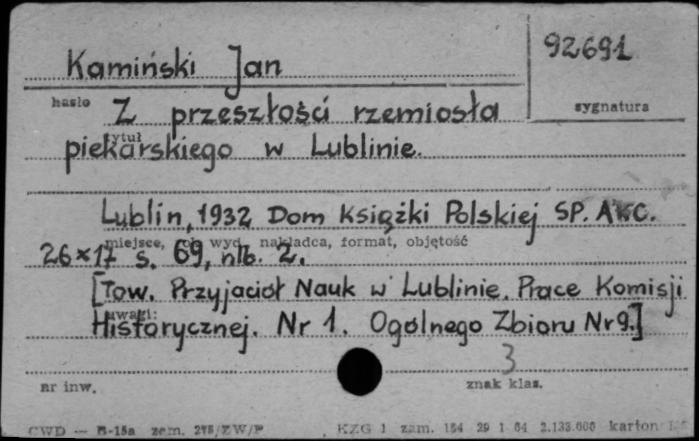 92691
Kamiński Jan
hasło
sygnatura
Z przeszłości rzemiosła
tytuł
piekarskiego w Lublinie.
Lublin, 1932 Dom Książki Polskiej SP. AKC.
miejsce, rok wyd., nakładca, format, objętość
26×17 s. 69, nlb. 2.
[Tow. Przyjaciół Nauk w Lublinie. Prace Komisji
uwagi:
Historycznej. Nr 1. Ogólnego Zbioru Nr 9.]
3
nr inw.
znak klas.
CWD — B-15a zem. 275/ZW/P
KZG 1 zam. 154 29 1 64 2.133.000 karton